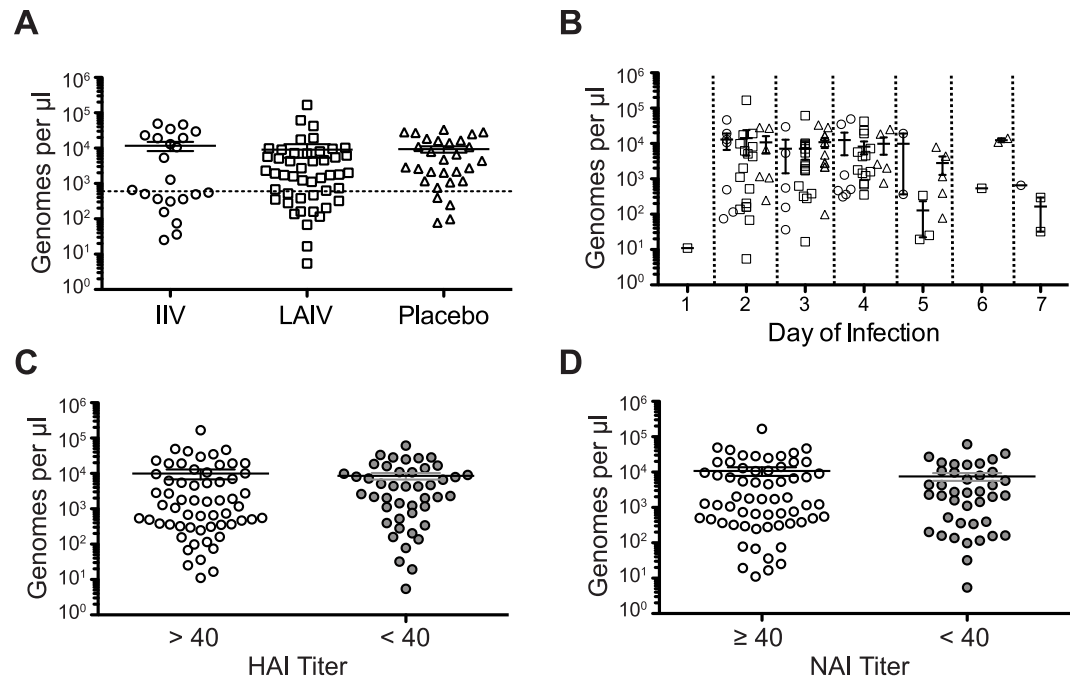 A
Genomes per µl
10⁶
10⁵
10⁴
10³
10²
10¹
10⁰
IIV LAIV Placebo
B
Genomes per µl
10⁶
10⁵
10⁴
10³
10²
10¹
10⁰
1 2 3 4 5 6 7
Day of Infection
C
Genomes per µl
10⁶
10⁵
10⁴
10³
10²
10¹
10⁰
> 40 < 40
HAI Titer
D
Genomes per µl
10⁶
10⁵
10⁴
10³
10²
10¹
10⁰
≥ 40 < 40
NAI Titer